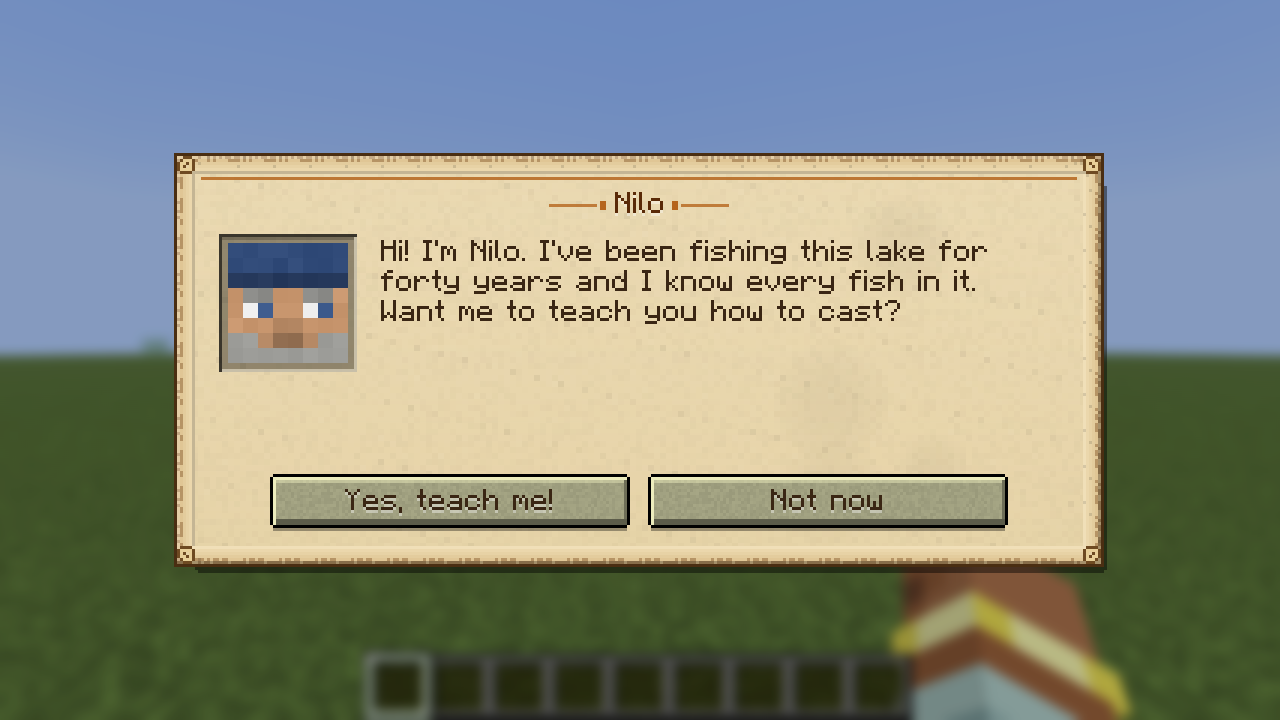 Nilo
Hi! I'm Nilo. I've been fishing this lake for
forty years and I know every fish in it.
Want me to teach you how to cast?
Yes, teach me!
Not now